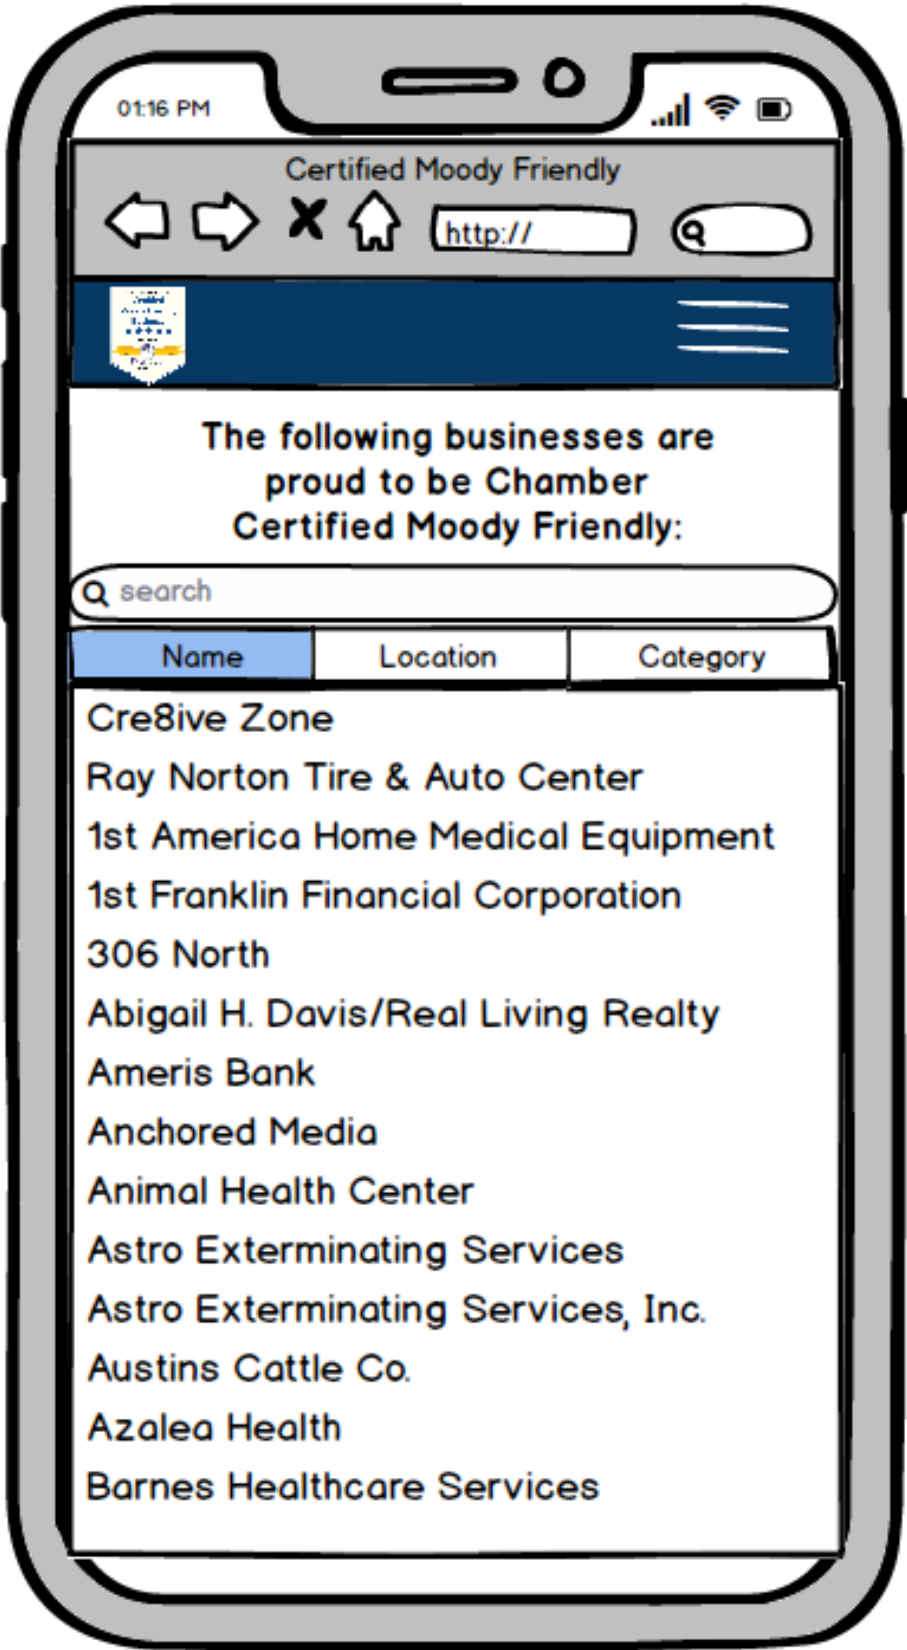 01:16 PM
Certified Moody Friendly
http://
The following businesses are
proud to be Chamber
Certified Moody Friendly:
search
Name Location Category
Cre8ive Zone
Ray Norton Tire & Auto Center
1st America Home Medical Equipment
1st Franklin Financial Corporation
306 North
Abigail H. Davis/Real Living Realty
Ameris Bank
Anchored Media
Animal Health Center
Astro Exterminating Services
Astro Exterminating Services, Inc.
Austins Cattle Co.
Azalea Health
Barnes Healthcare Services